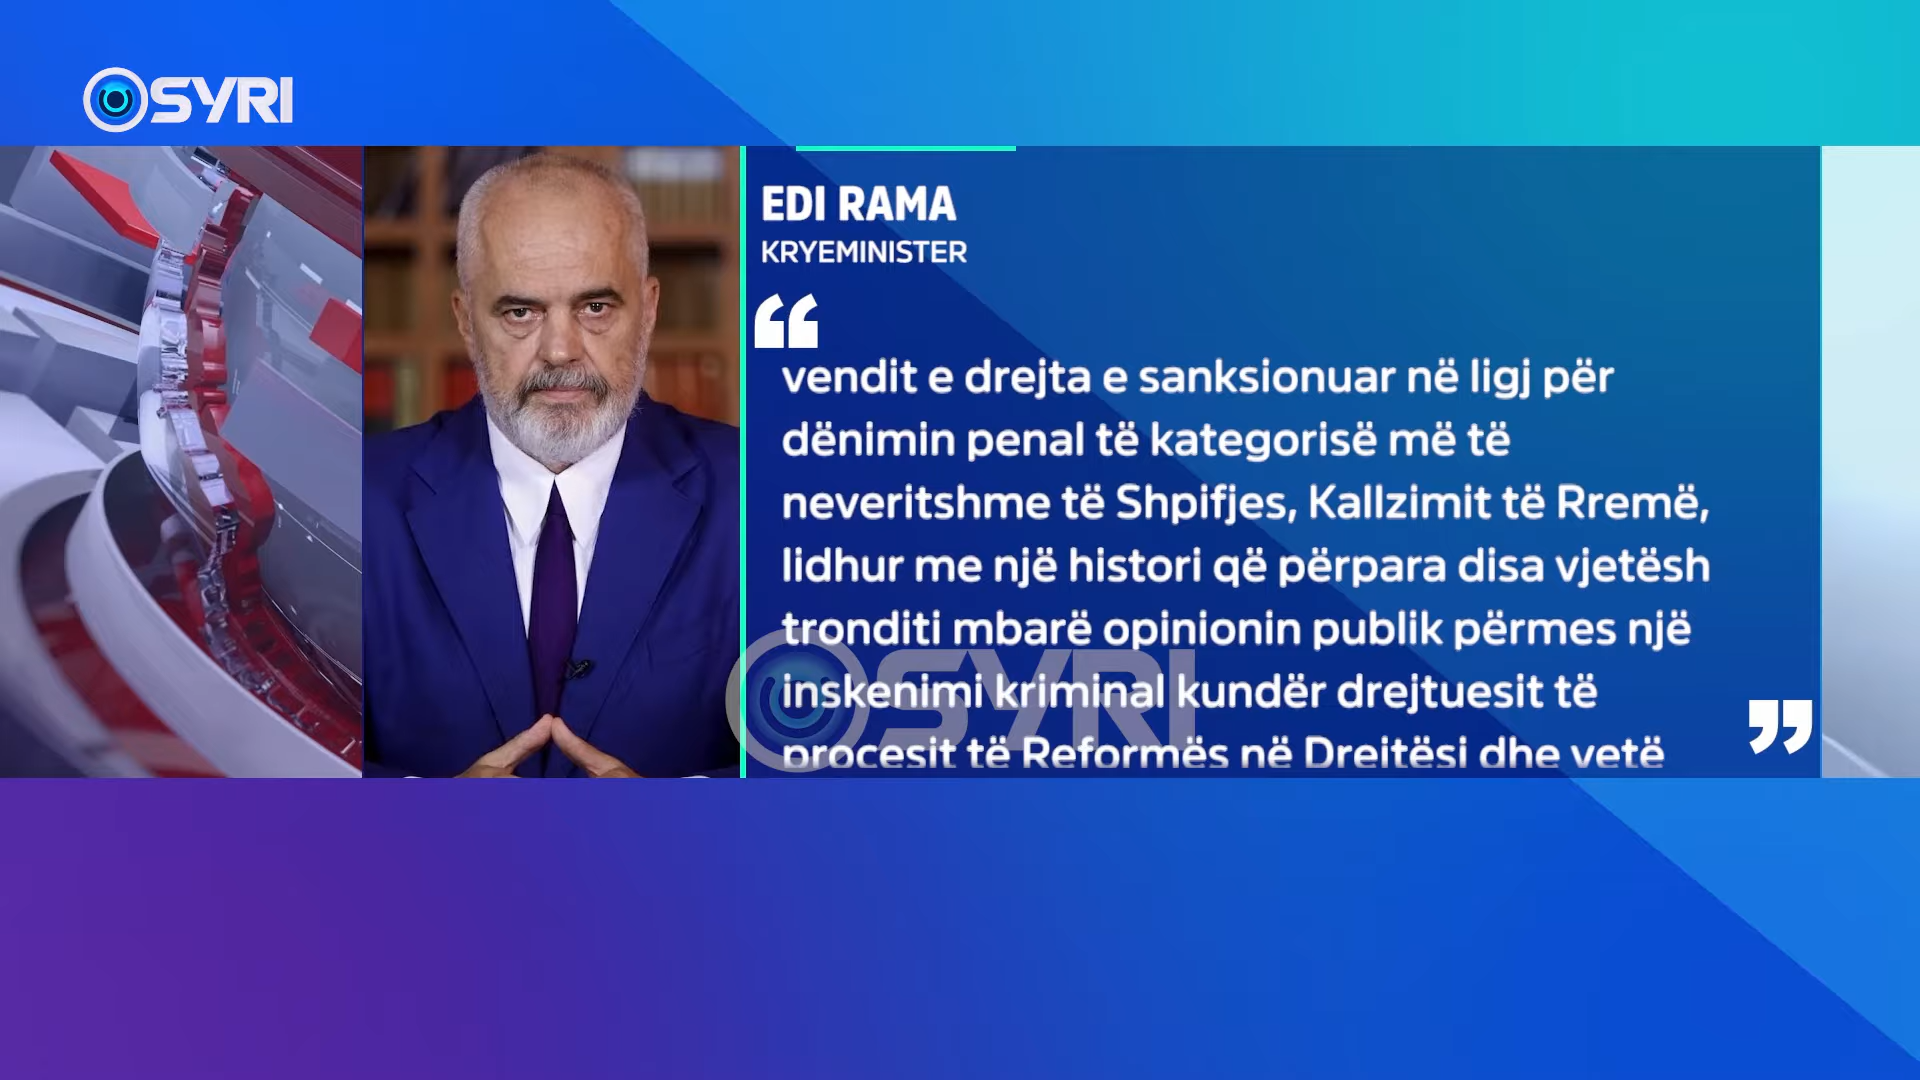 SYRI
EDI RAMA
KRYEMINISTER
“
vendit e drejta e sanksionuar në ligj për
dënimin penal të kategorisë më të
neveritshme të Shpifjes, Kallzimit të Rremë,
lidhur me një histori që përpara disa vjetësh
tronditi mbarë opinionin publik përmes një
inskenimi kriminal kundër drejtuesit të
procesit të Reformës në Drejtësi dhe vetë
”
SYRI